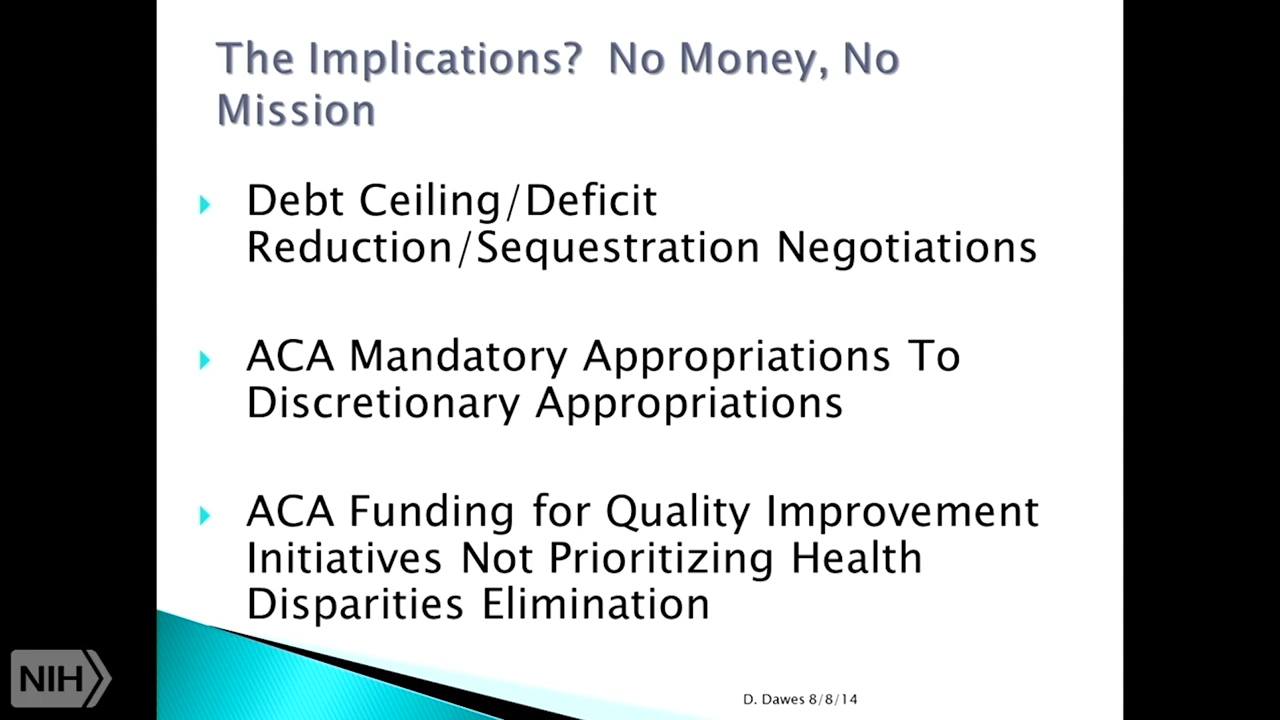 The Implications?  No Money, No
Mission
Debt Ceiling/Deficit
Reduction/Sequestration Negotiations
ACA Mandatory Appropriations To
Discretionary Appropriations
ACA Funding for Quality Improvement
Initiatives Not Prioritizing Health
Disparities Elimination
NIH
D. Dawes 8/8/14